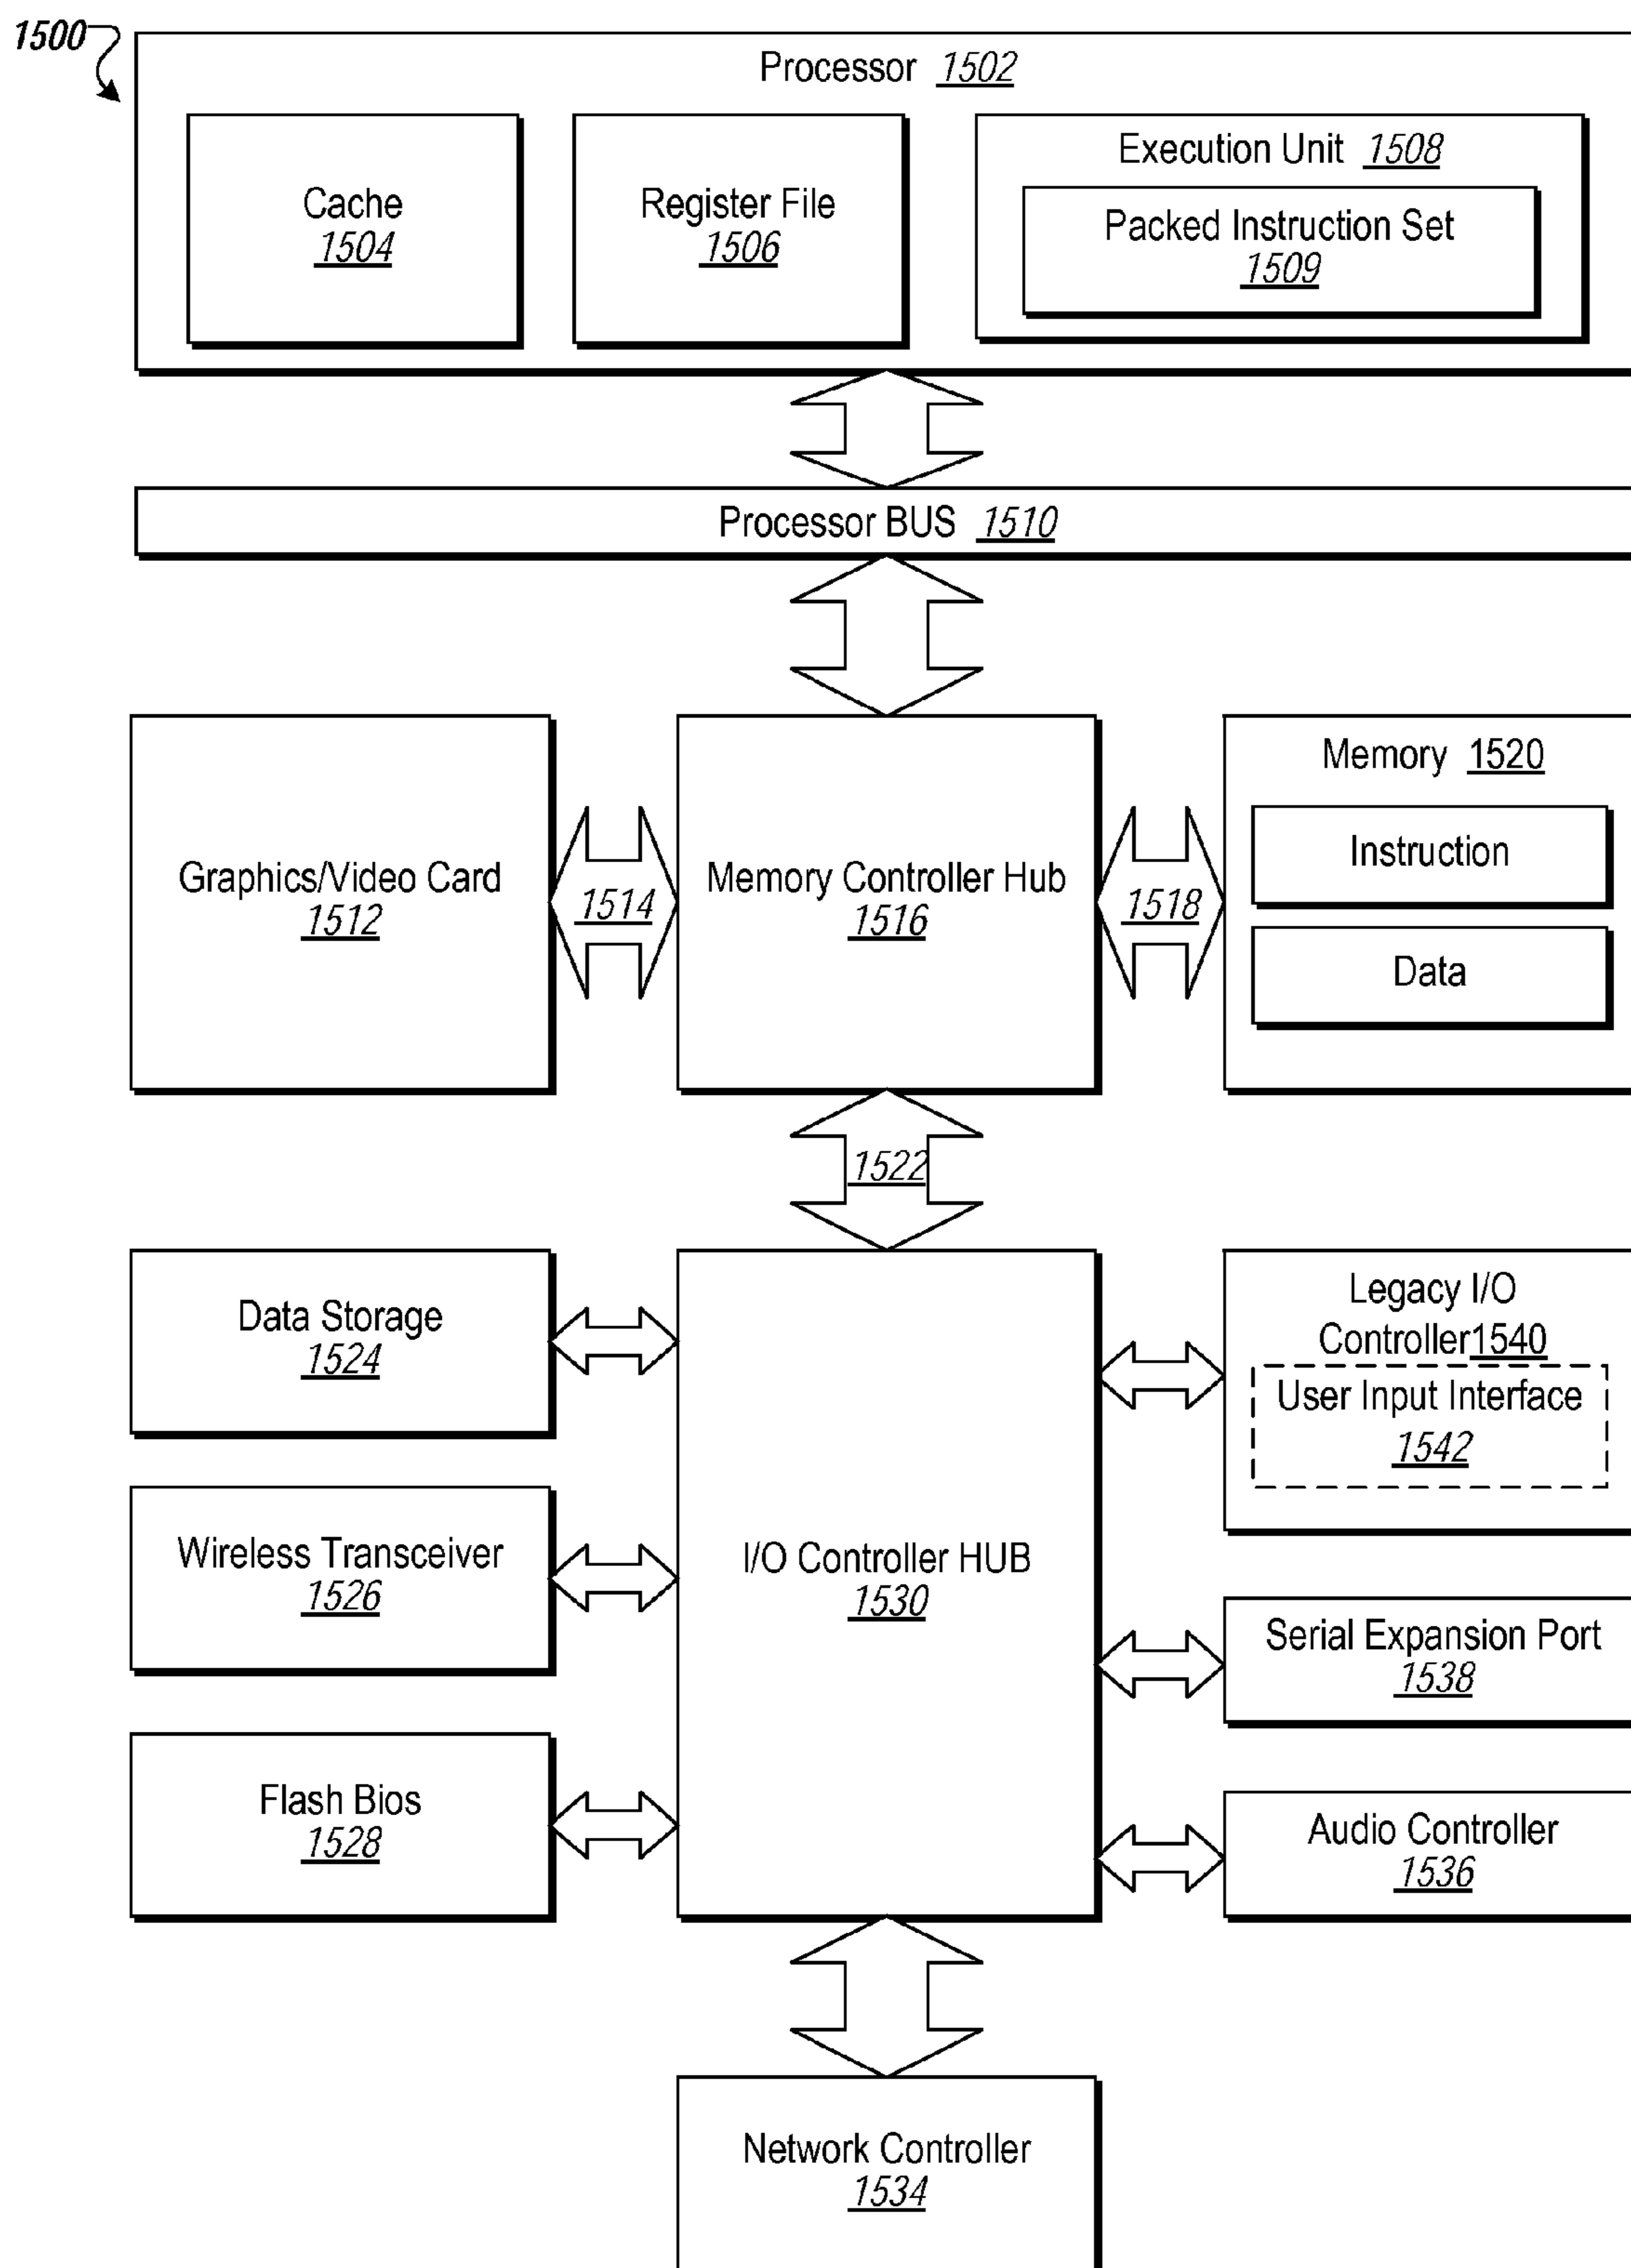 1500
Processor 1502
Cache
1504
Register File
1506
Execution Unit 1508
Packed Instruction Set
1509
Processor BUS 1510
Graphics/Video Card
1512
1514
Memory Controller Hub
1516
1518
Memory 1520
Instruction
Data
1522
Data Storage
1524
Wireless Transceiver
1526
Flash Bios
1528
I/O Controller HUB
1530
Legacy I/O
Controller1540
User Input Interface
1542
Serial Expansion Port
1538
Audio Controller
1536
Network Controller
1534